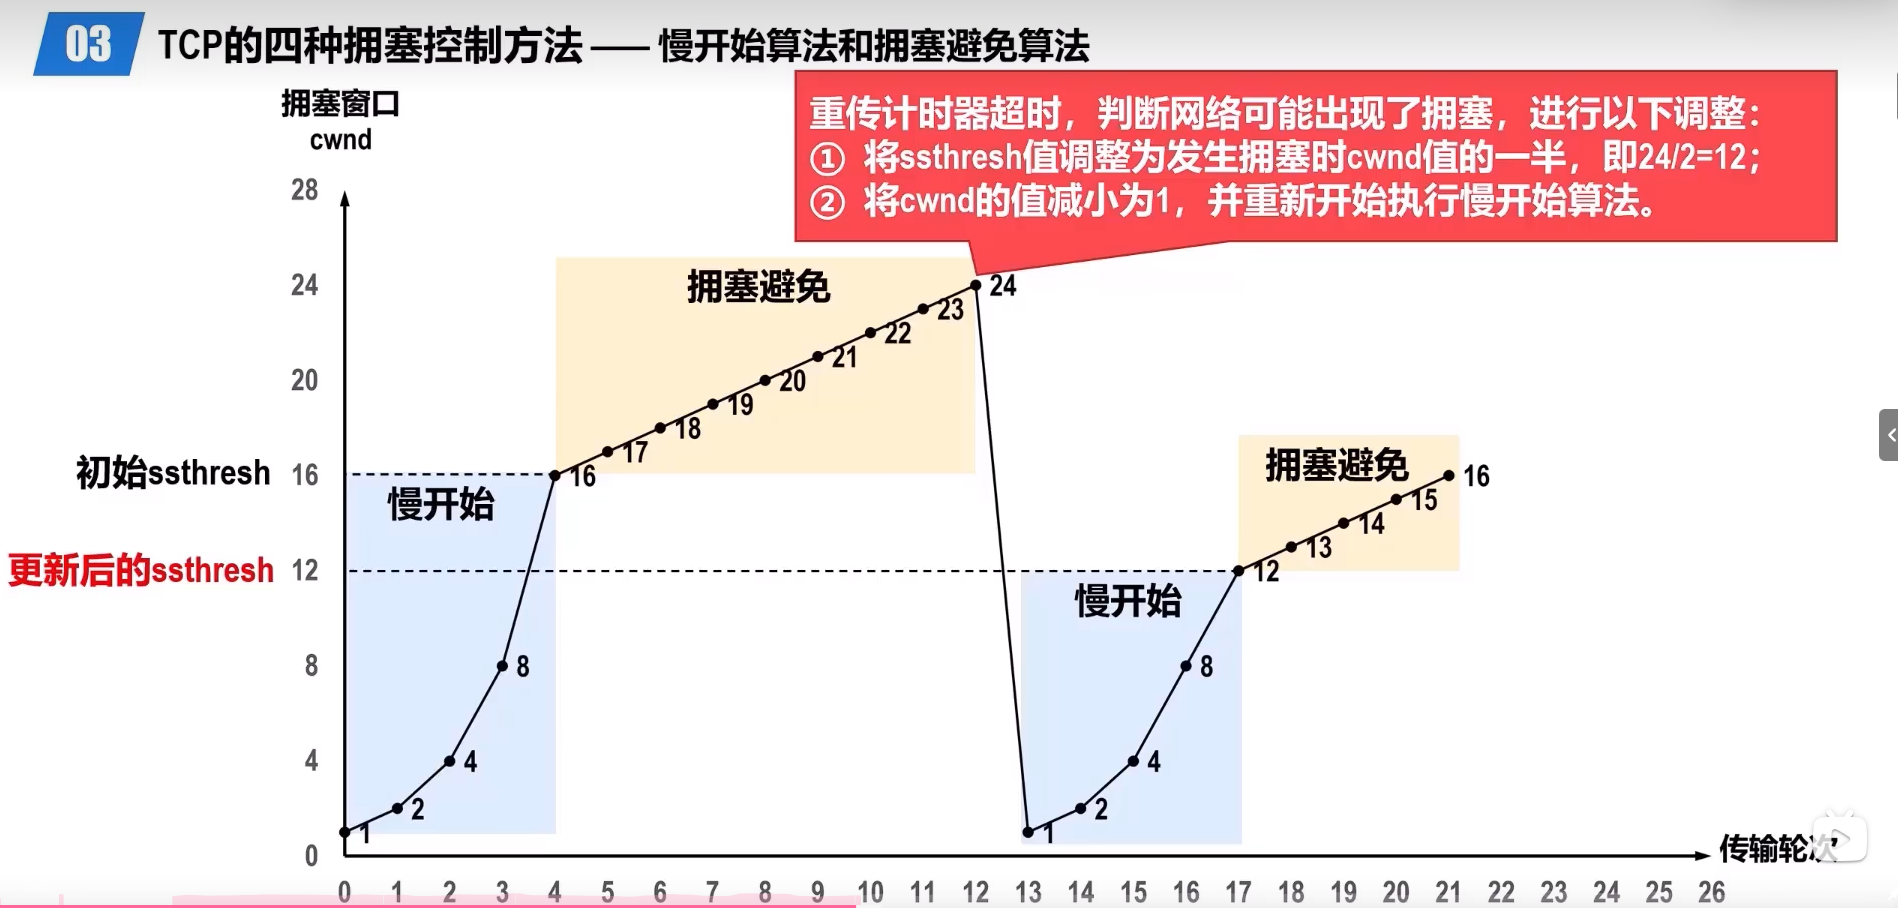 03 TCP的四种拥塞控制方法 —— 慢开始算法和拥塞避免算法
拥塞窗口
cwnd
重传计时器超时，判断网络可能出现了拥塞，进行以下调整：
① 将ssthresh值调整为发生拥塞时cwnd值的一半，即24/2=12；
② 将cwnd的值减小为1，并重新开始执行慢开始算法。
28
24
拥塞避免
24
23
22
21
20
20
19
18
17
初始ssthresh 16
16
慢开始
拥塞避免
16
15
14
13
更新后的ssthresh 12
12
慢开始
8
8
8
4
4
4
2
2
1
1
0
传输轮次
0 1 2 3 4 5 6 7 8 9 10 11 12 13 14 15 16 17 18 19 20 21 22 23 24 25 26